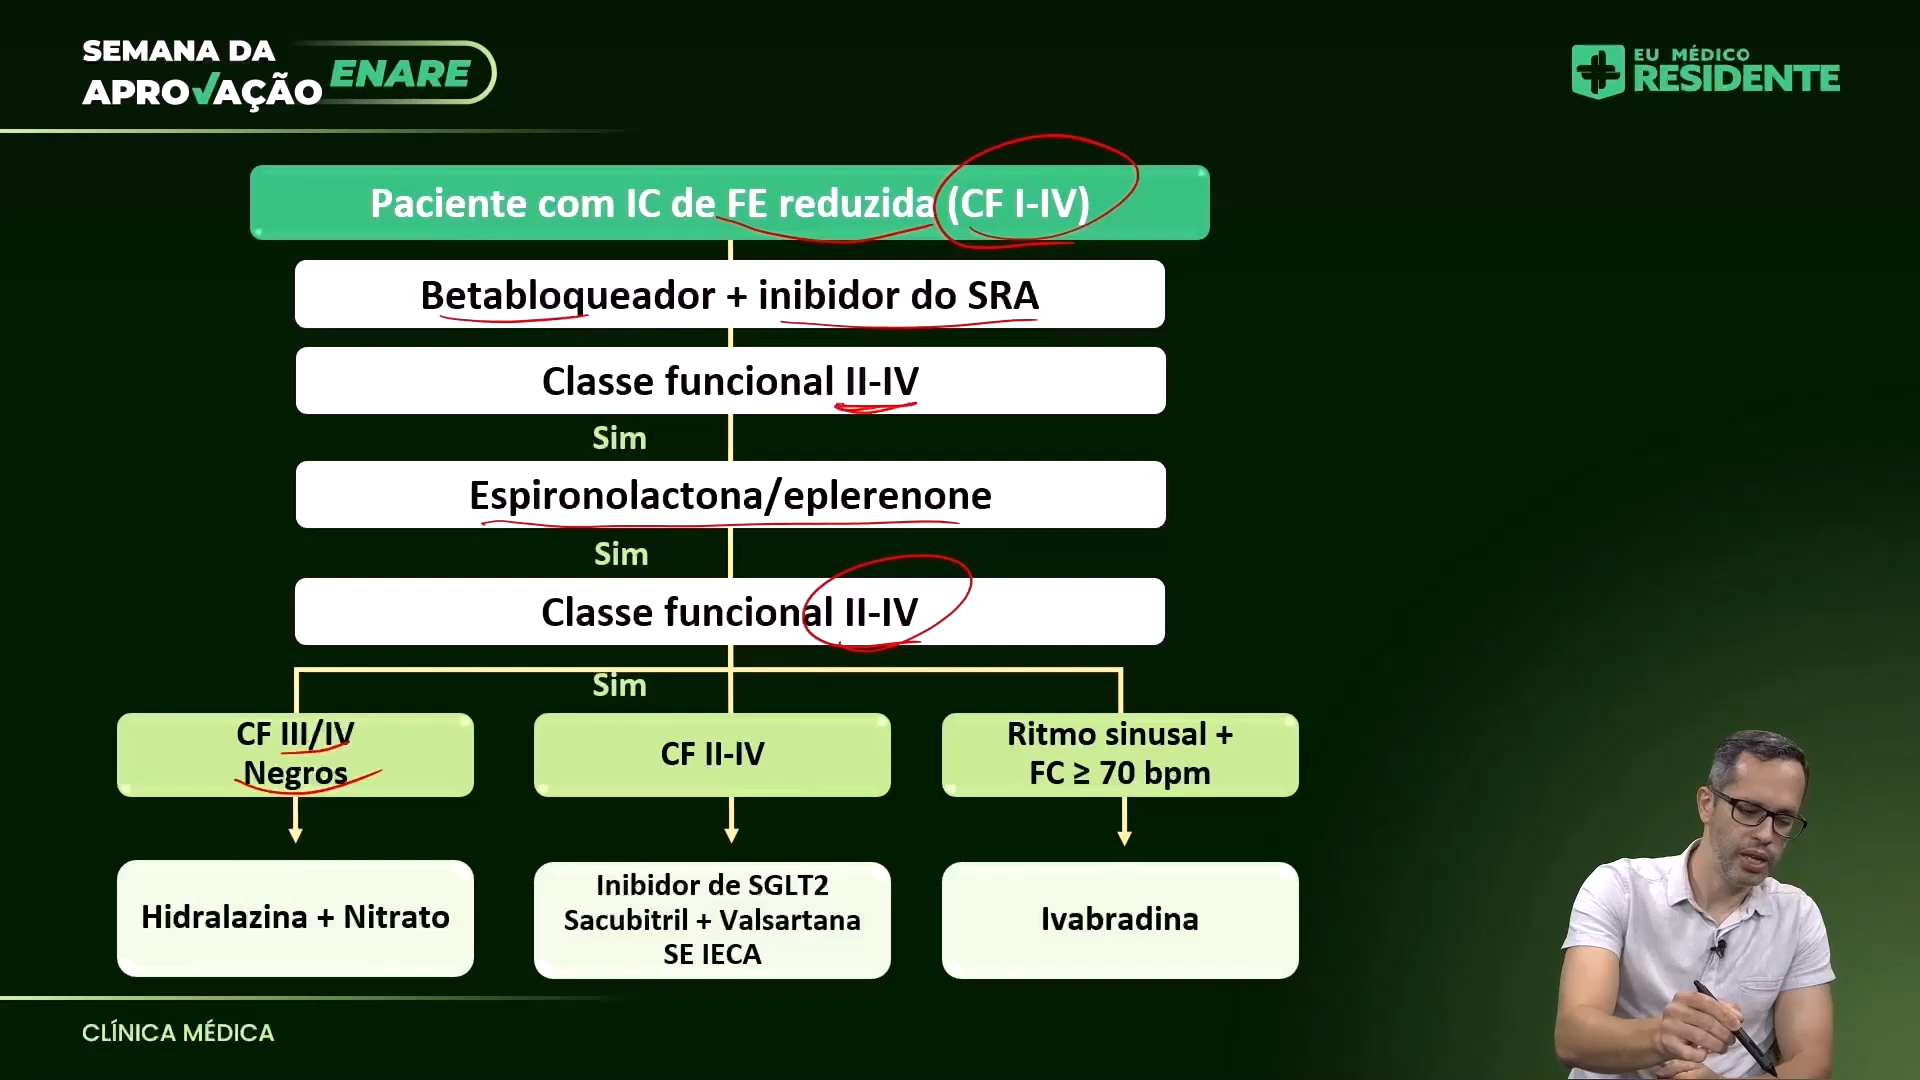 SEMANA DA
APROVAÇÃO ENARE
EU MÉDICO
RESIDENTE
Paciente com IC de FE reduzida (CF I-IV)
Betabloqueador + inibidor do SRA
Classe funcional II-IV
Sim
Espironolactona/eplerenone
Sim
Classe funcional II-IV
Sim
CF III/IV
Negros
CF II-IV
Ritmo sinusal +
FC ≥ 70 bpm
Hidralazina + Nitrato
Inibidor de SGLT2
Sacubitril + Valsartana
SE IECA
Ivabradina
CLÍNICA MÉDICA